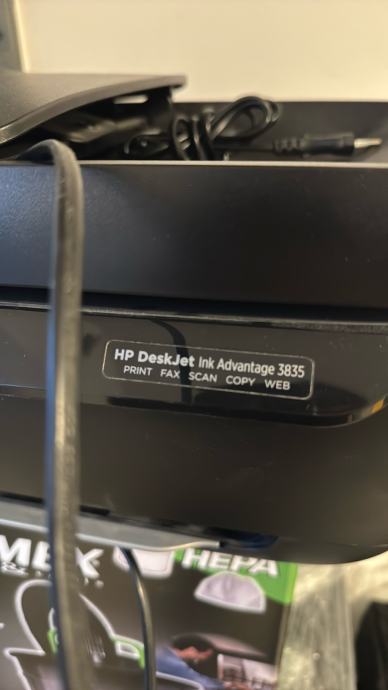 HP DeskJet Ink Advantage 3835
PRINT FAX SCAN COPY WEB
HEPA